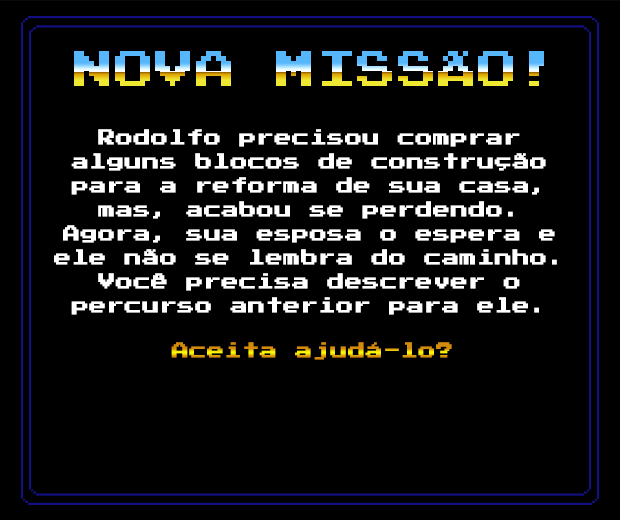 NOVA MISSÃO!
Rodolfo precisou comprar
alguns blocos de construção
para a reforma de sua casa,
mas, acabou se perdendo.
Agora, sua esposa o espera e
ele não se lembra do caminho.
Você precisa descrever o
percurso anterior para ele.
Aceita ajudá-lo?